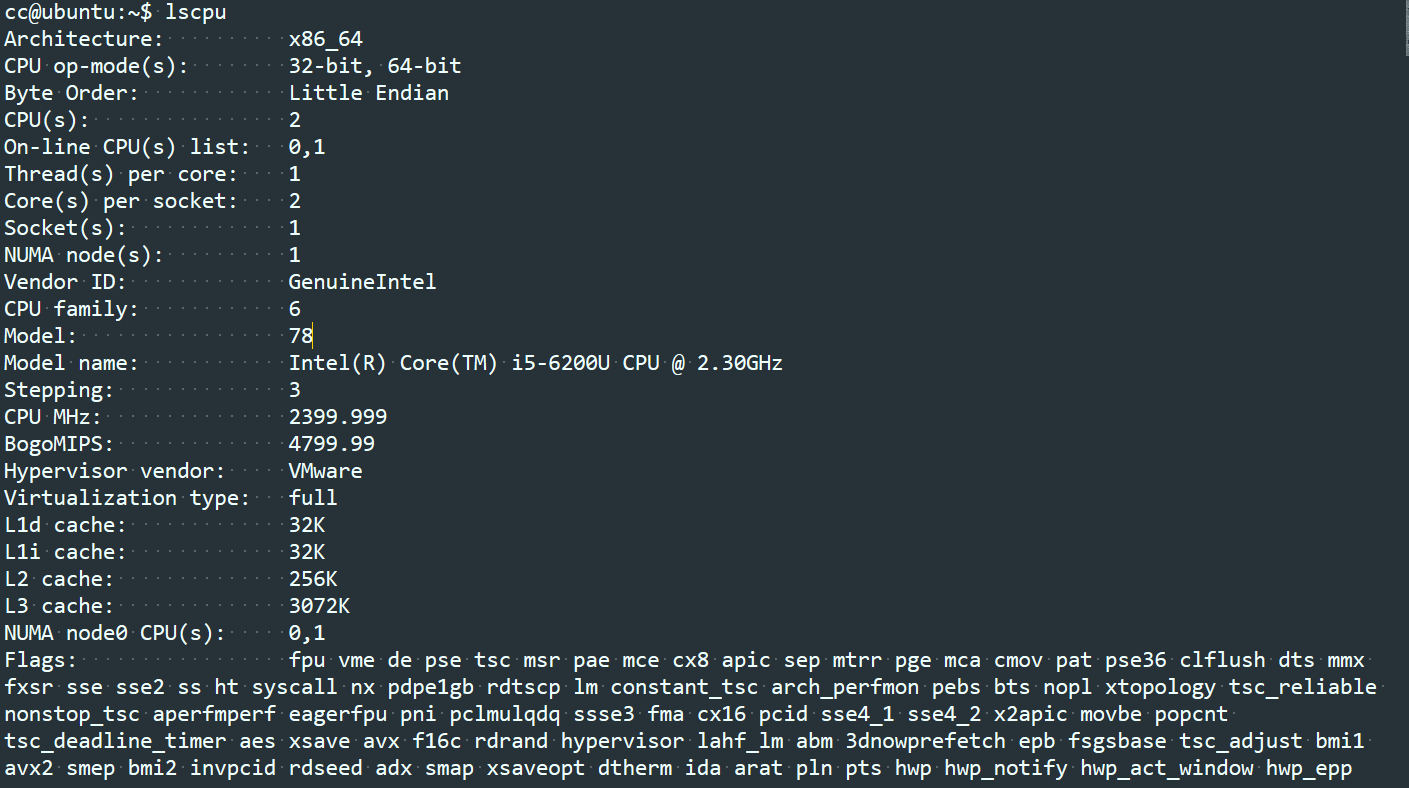 cc@ubuntu:~$ lscpu
Architecture:          x86_64
CPU op-mode(s):        32-bit, 64-bit
Byte Order:            Little Endian
CPU(s):                2
On-line CPU(s) list:   0,1
Thread(s) per core:    1
Core(s) per socket:    2
Socket(s):             1
NUMA node(s):          1
Vendor ID:             GenuineIntel
CPU family:            6
Model:                 78
Model name:            Intel(R) Core(TM) i5-6200U CPU @ 2.30GHz
Stepping:              3
CPU MHz:               2399.999
BogoMIPS:              4799.99
Hypervisor vendor:     VMware
Virtualization type:   full
L1d cache:             32K
L1i cache:             32K
L2 cache:              256K
L3 cache:              3072K
NUMA node0 CPU(s):     0,1
Flags:                 fpu vme de pse tsc msr pae mce cx8 apic sep mtrr pge mca cmov pat pse36 clflush dts mmx
fxsr sse sse2 ss ht syscall nx pdpe1gb rdtscp lm constant_tsc arch_perfmon pebs bts nopl xtopology tsc_reliable
nonstop_tsc aperfmperf eagerfpu pni pclmulqdq ssse3 fma cx16 pcid sse4_1 sse4_2 x2apic movbe popcnt
tsc_deadline_timer aes xsave avx f16c rdrand hypervisor lahf_lm abm 3dnowprefetch epb fsgsbase tsc_adjust bmi1
avx2 smep bmi2 invpcid rdseed adx smap xsaveopt dtherm ida arat pln pts hwp hwp_notify hwp_act_window hwp_epp